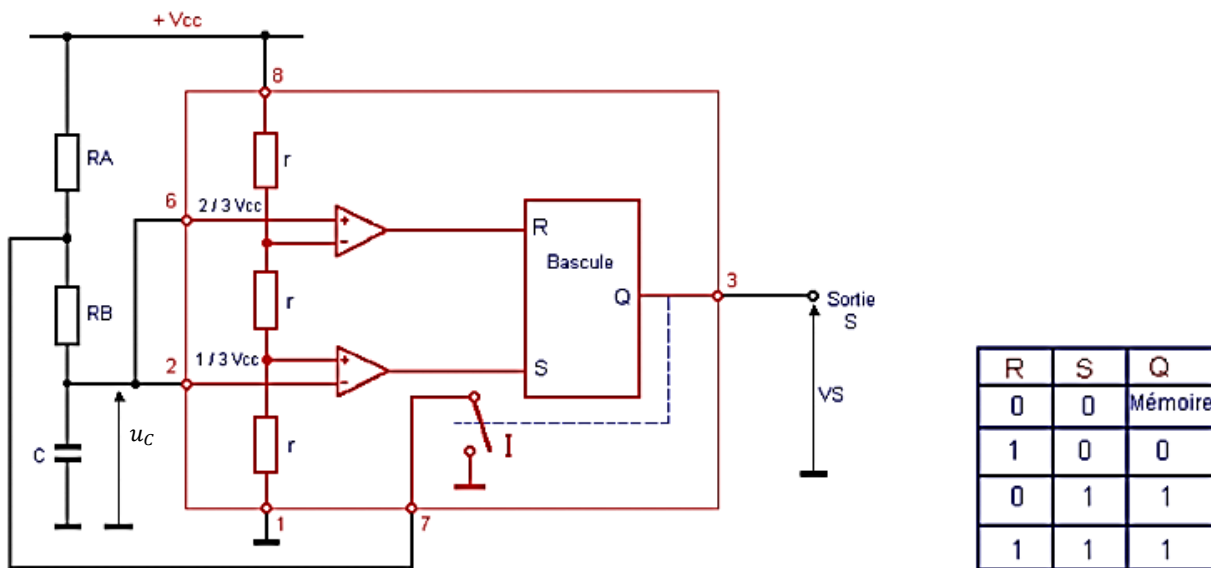 + Vcc
8
RA
r
6
2 / 3 Vcc
+
-
R
Bascule
RB
r
Q
3
Sortie
S
2
1 / 3 Vcc
+
-
S
VS
u_C
C
r
I
1
7
R S Q
0 0 Mémoire
1 0 0
0 1 1
1 1 1